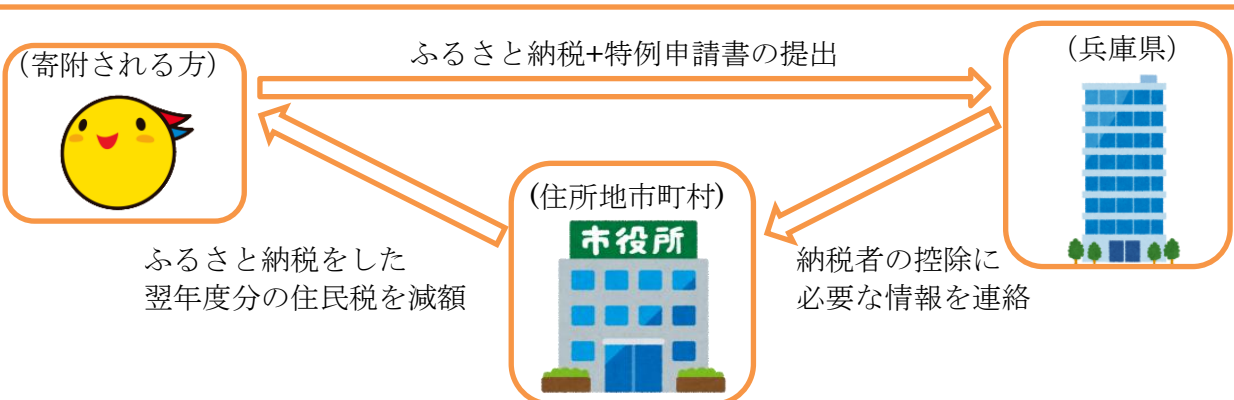 (寄附される方)
ふるさと納税+特例申請書の提出
(兵庫県)
(住所地市町村)
市役所
ふるさと納税をした
翌年度分の住民税を減額
納税者の控除に
必要な情報を連絡